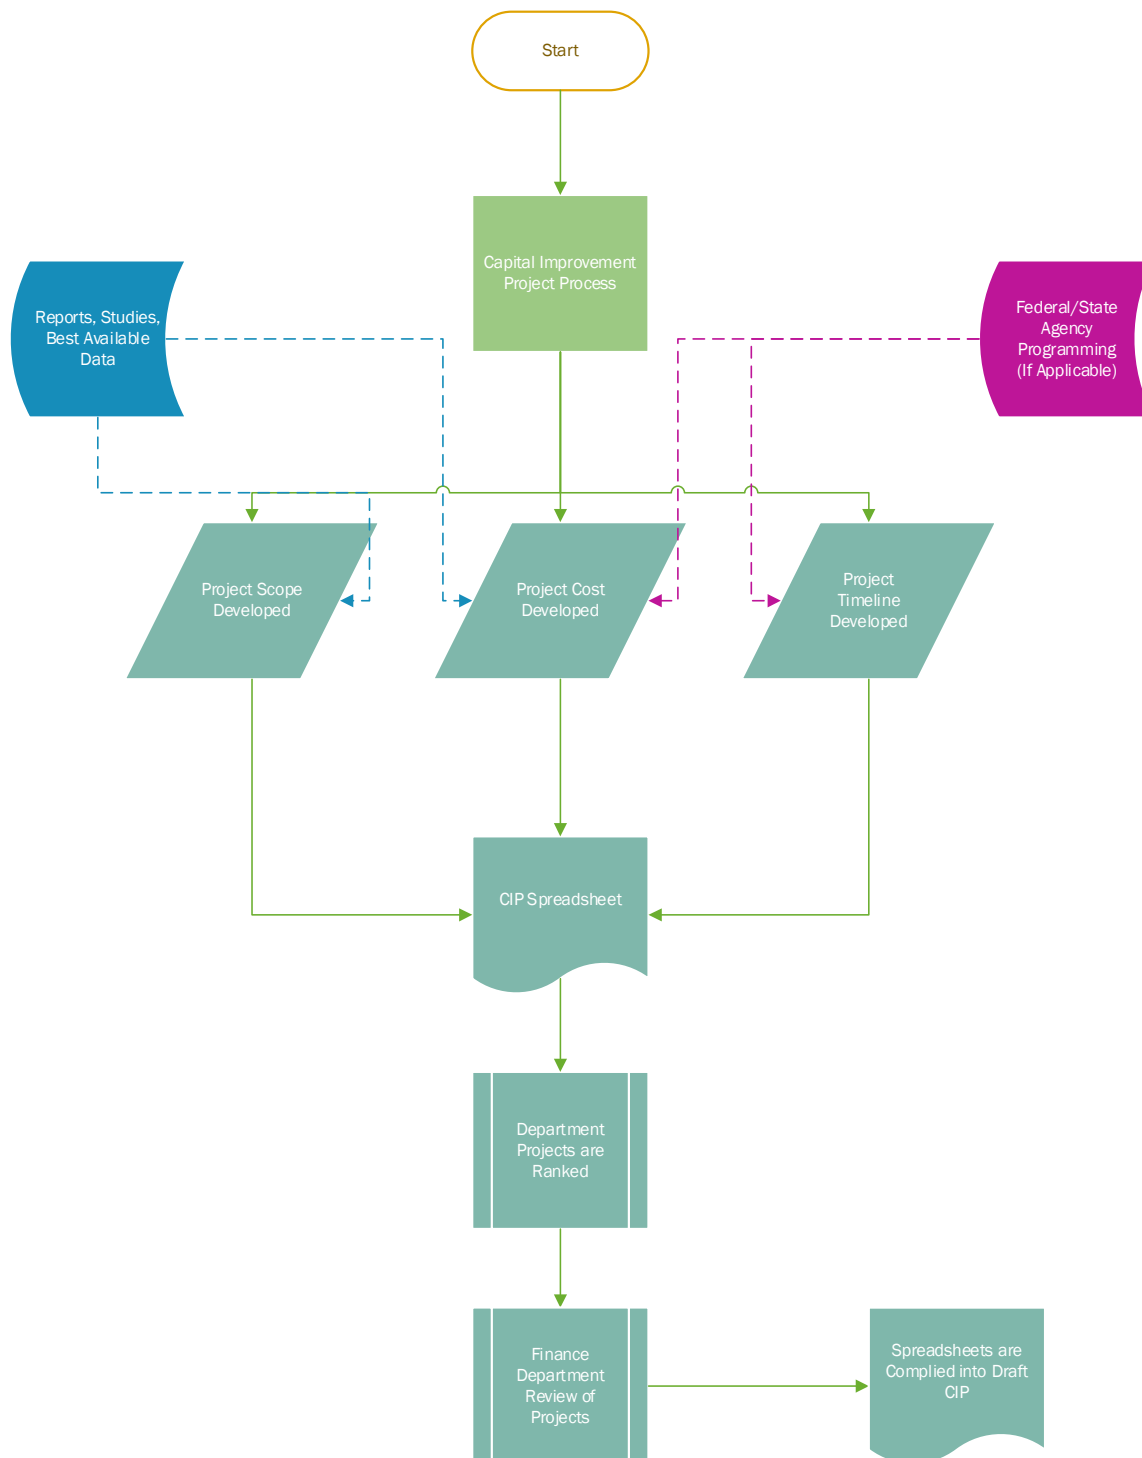 Start
Capital Improvement
Project Process
Reports, Studies,
Best Available
Data
Federal/State
Agency
Programming
(If Applicable)
Project Scope
Developed
Project Cost
Developed
Project
Timeline
Developed
CIP Spreadsheet
Department
Projects are
Ranked
Finance
Department
Review of
Projects
Spreadsheets are
Complied into Draft
CIP